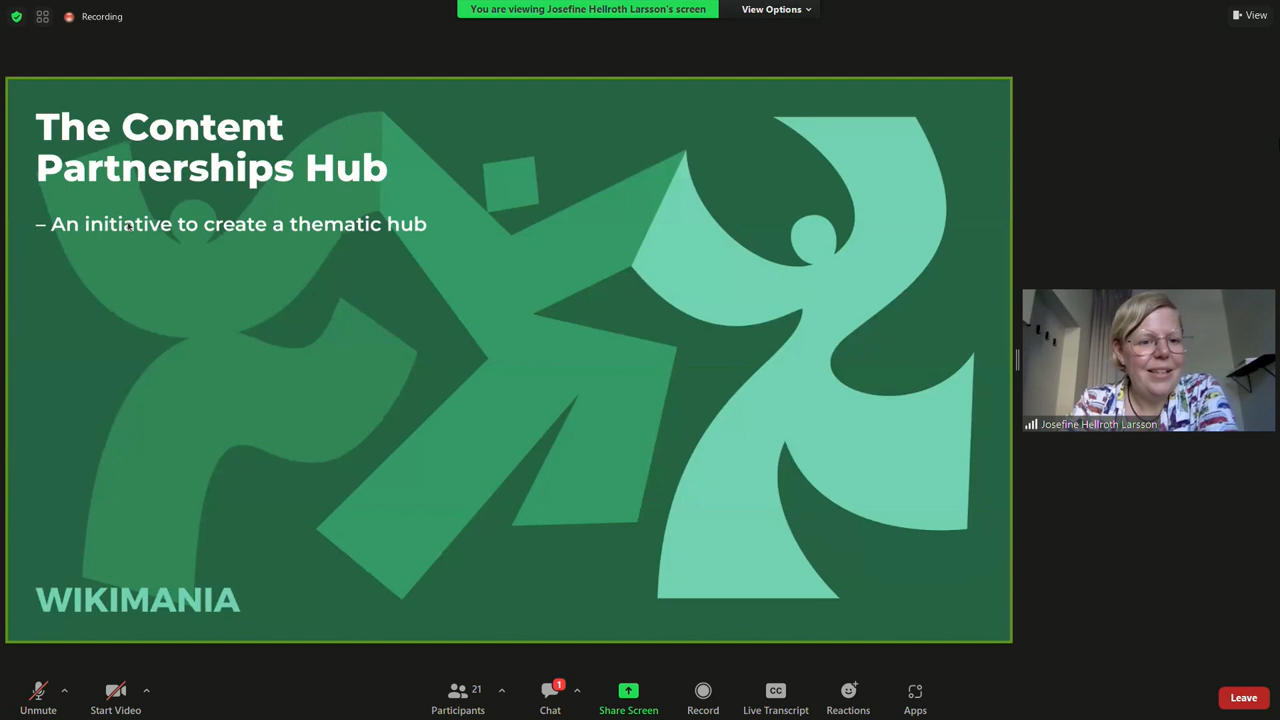 Recording
You are viewing Josefine Hellroth Larsson's screen
View Options
View
The Content
Partnerships Hub
– An initiative to create a thematic hub
WIKIMANIA
Josefine Hellroth Larsson
Unmute
Start Video
21
Participants
1
Chat
Share Screen
Record
CC
Live Transcript
Reactions
Apps
Leave